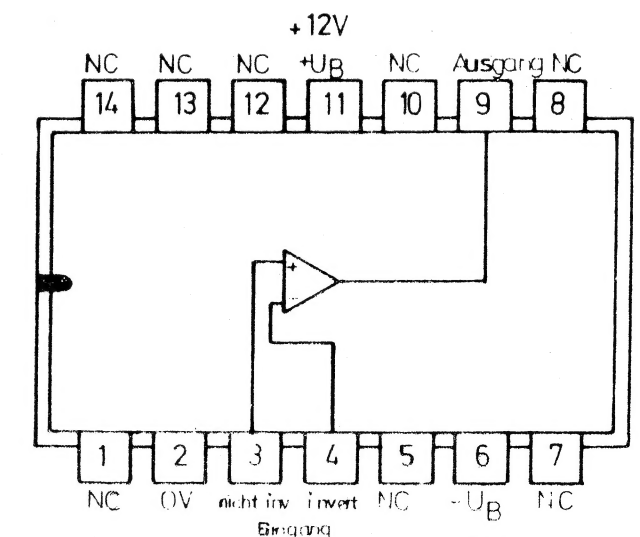 +12V
NC NC NC +UB NC Ausgang NC
14 13 12 11 10 9 8
+
-
1 2 3 4 5 6 7
NC 0V nicht inv invert NC -UB NC
Eingang